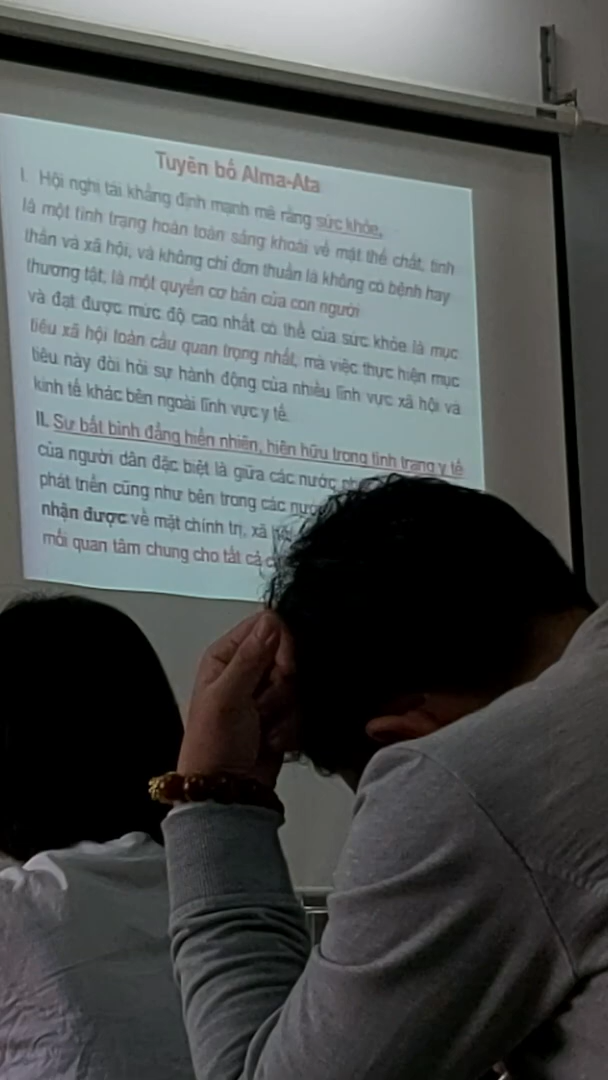 Tuyên bố Alma-Ata
I. Hội nghị tái khẳng định mạnh mẽ rằng sức khỏe,
là một tình trạng hoàn toàn sảng khoái về mặt thể chất, tinh
thần và xã hội, và không chỉ đơn thuần là không có bệnh hay
thương tật, là một quyền cơ bản của con người
và đạt được mức độ cao nhất có thể của sức khỏe là mục
tiêu xã hội toàn cầu quan trọng nhất, mà việc thực hiện mục
tiêu này đòi hỏi sự hành động của nhiều lĩnh vực xã hội và
kinh tế khác bên ngoài lĩnh vực y tế.
II. Sự bất bình đẳng hiển nhiên, hiện hữu trong tình trạng y tế
của người dân đặc biệt là giữa các nước
phát triển cũng như bên trong các
nhận được về mặt chính trị, xã
mối quan tâm chung cho tất cả